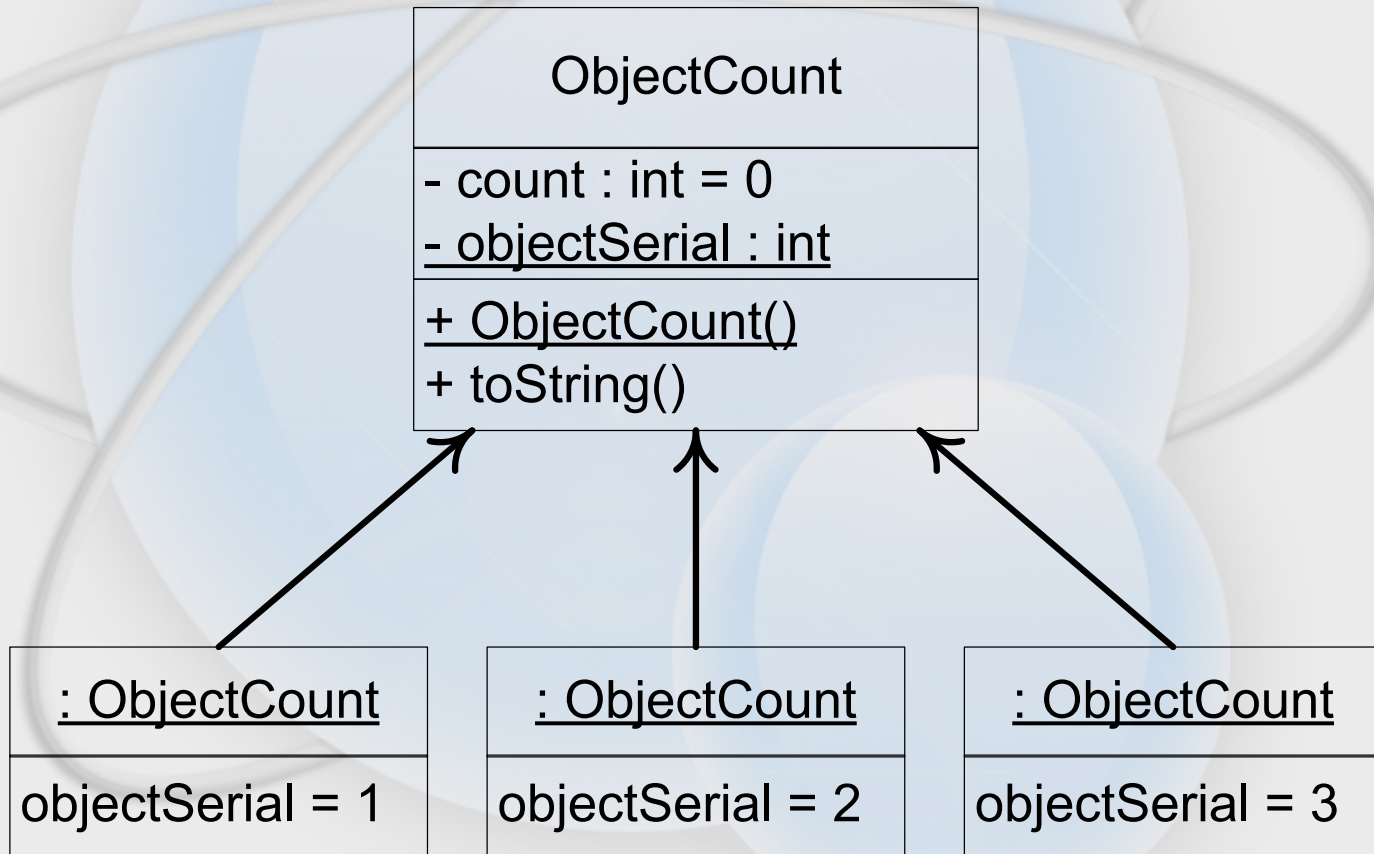 ObjectCount
- count : int = 0
- objectSerial : int
+ ObjectCount()
+ toString()
: ObjectCount
objectSerial = 1
: ObjectCount
objectSerial = 2
: ObjectCount
objectSerial = 3